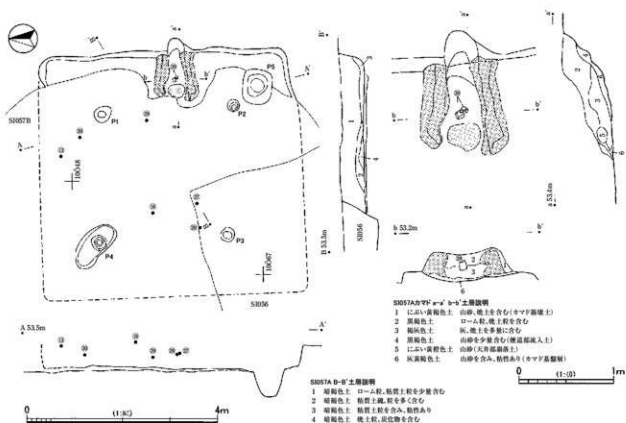 SI057B
SI056
P1
P2
P3
P4
P5
10O48
10O67
A
A'
B'
B 53.5m
SI056
A 53.5m
A'
b
b'
a 53.4m
b 53.2m
b'
SI057Aカマド a-a' b-b'土層説明
1 にぶい黄褐色土 山砂、焼土を含む(カマド崩壊土)
2 黒褐色土 ローム粒、焼土粒を含む
3 褐灰色土 灰、焼土を多量に含む
4 黒褐色土 山砂を少量含む(煙道部流入土)
5 にぶい黄橙色土 山砂(天井部崩落土)
6 灰黄褐色土 山砂を含み、粘性あり(カマド基盤材)
SI057A B-B'土層説明
1 暗褐色土 ローム粒、粘質土粒を少量含む
2 暗褐色土 粘質土塊、粒を多く含む
3 暗褐色土 粘質土粒を含み、粘性あり
4 暗褐色土 焼土粒、炭化物を含む
0 4m
0 1m